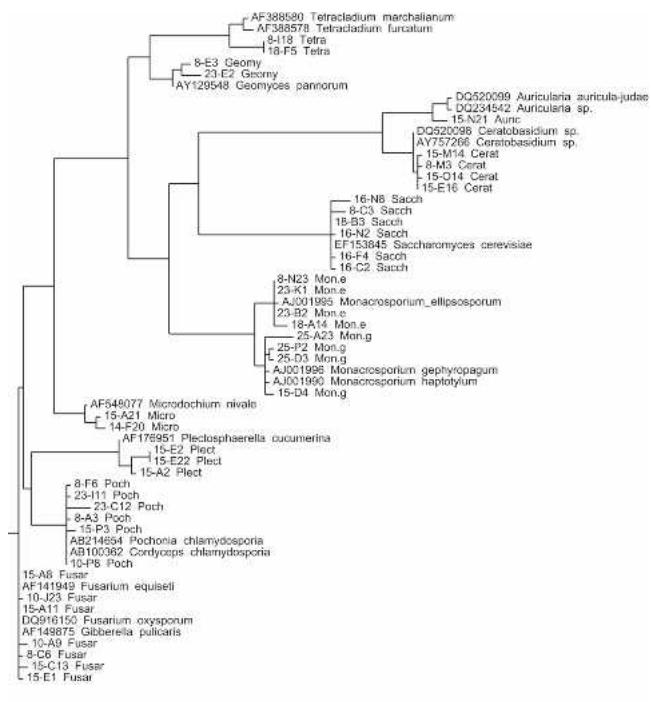 AF388580 Tetracladium marchalianum
AF388578 Tetracladium furcatum
8-I18 Tetra
18-F5 Tetra
8-E3 Geomy
23-E2 Geomy
AY129548 Geomyces pannorum
DQ520099 Auricularia auricula-judae
DQ234542 Auricularia sp.
15-N21 Auric
DQ520098 Ceratobasidium sp.
AY757266 Ceratobasidium sp.
15-M14 Cerat
8-M3 Cerat
15-O14 Cerat
15-E16 Cerat
16-N8 Sacch
8-C3 Sacch
18-B3 Sacch
16-N2 Sacch
EF153845 Saccharomyces cerevisiae
16-F4 Sacch
16-C2 Sacch
8-N23 Mon.e
23-K1 Mon.e
AJ001995 Monacrosporium_ellipsosporum
23-B2 Mon.e
18-A14 Mon.e
25-A23 Mon.g
25-P2 Mon.g
25-D3 Mon.g
AJ001996 Monacrosporium gephyropagum
AJ001990 Monacrosporium haptotylum
15-D4 Mon.g
AF548077 Microdochium nivale
15-A21 Micro
14-F20 Micro
AF176951 Plectosphaerella cucumerina
15-E2 Plect
15-E22 Plect
15-A2 Plect
8-F6 Poch
23-I11 Poch
23-C12 Poch
8-A3 Poch
15-P3 Poch
AB214654 Pochonia chlamydosporia
AB100362 Cordyceps chlamydosporia
10-P8 Poch
15-A8 Fusar
AF141949 Fusarium equiseti
10-J23 Fusar
15-A11 Fusar
DQ916150 Fusarium oxysporum
AF149875 Gibberella pulicaris
10-A9 Fusar
8-C6 Fusar
15-C13 Fusar
15-E1 Fusar